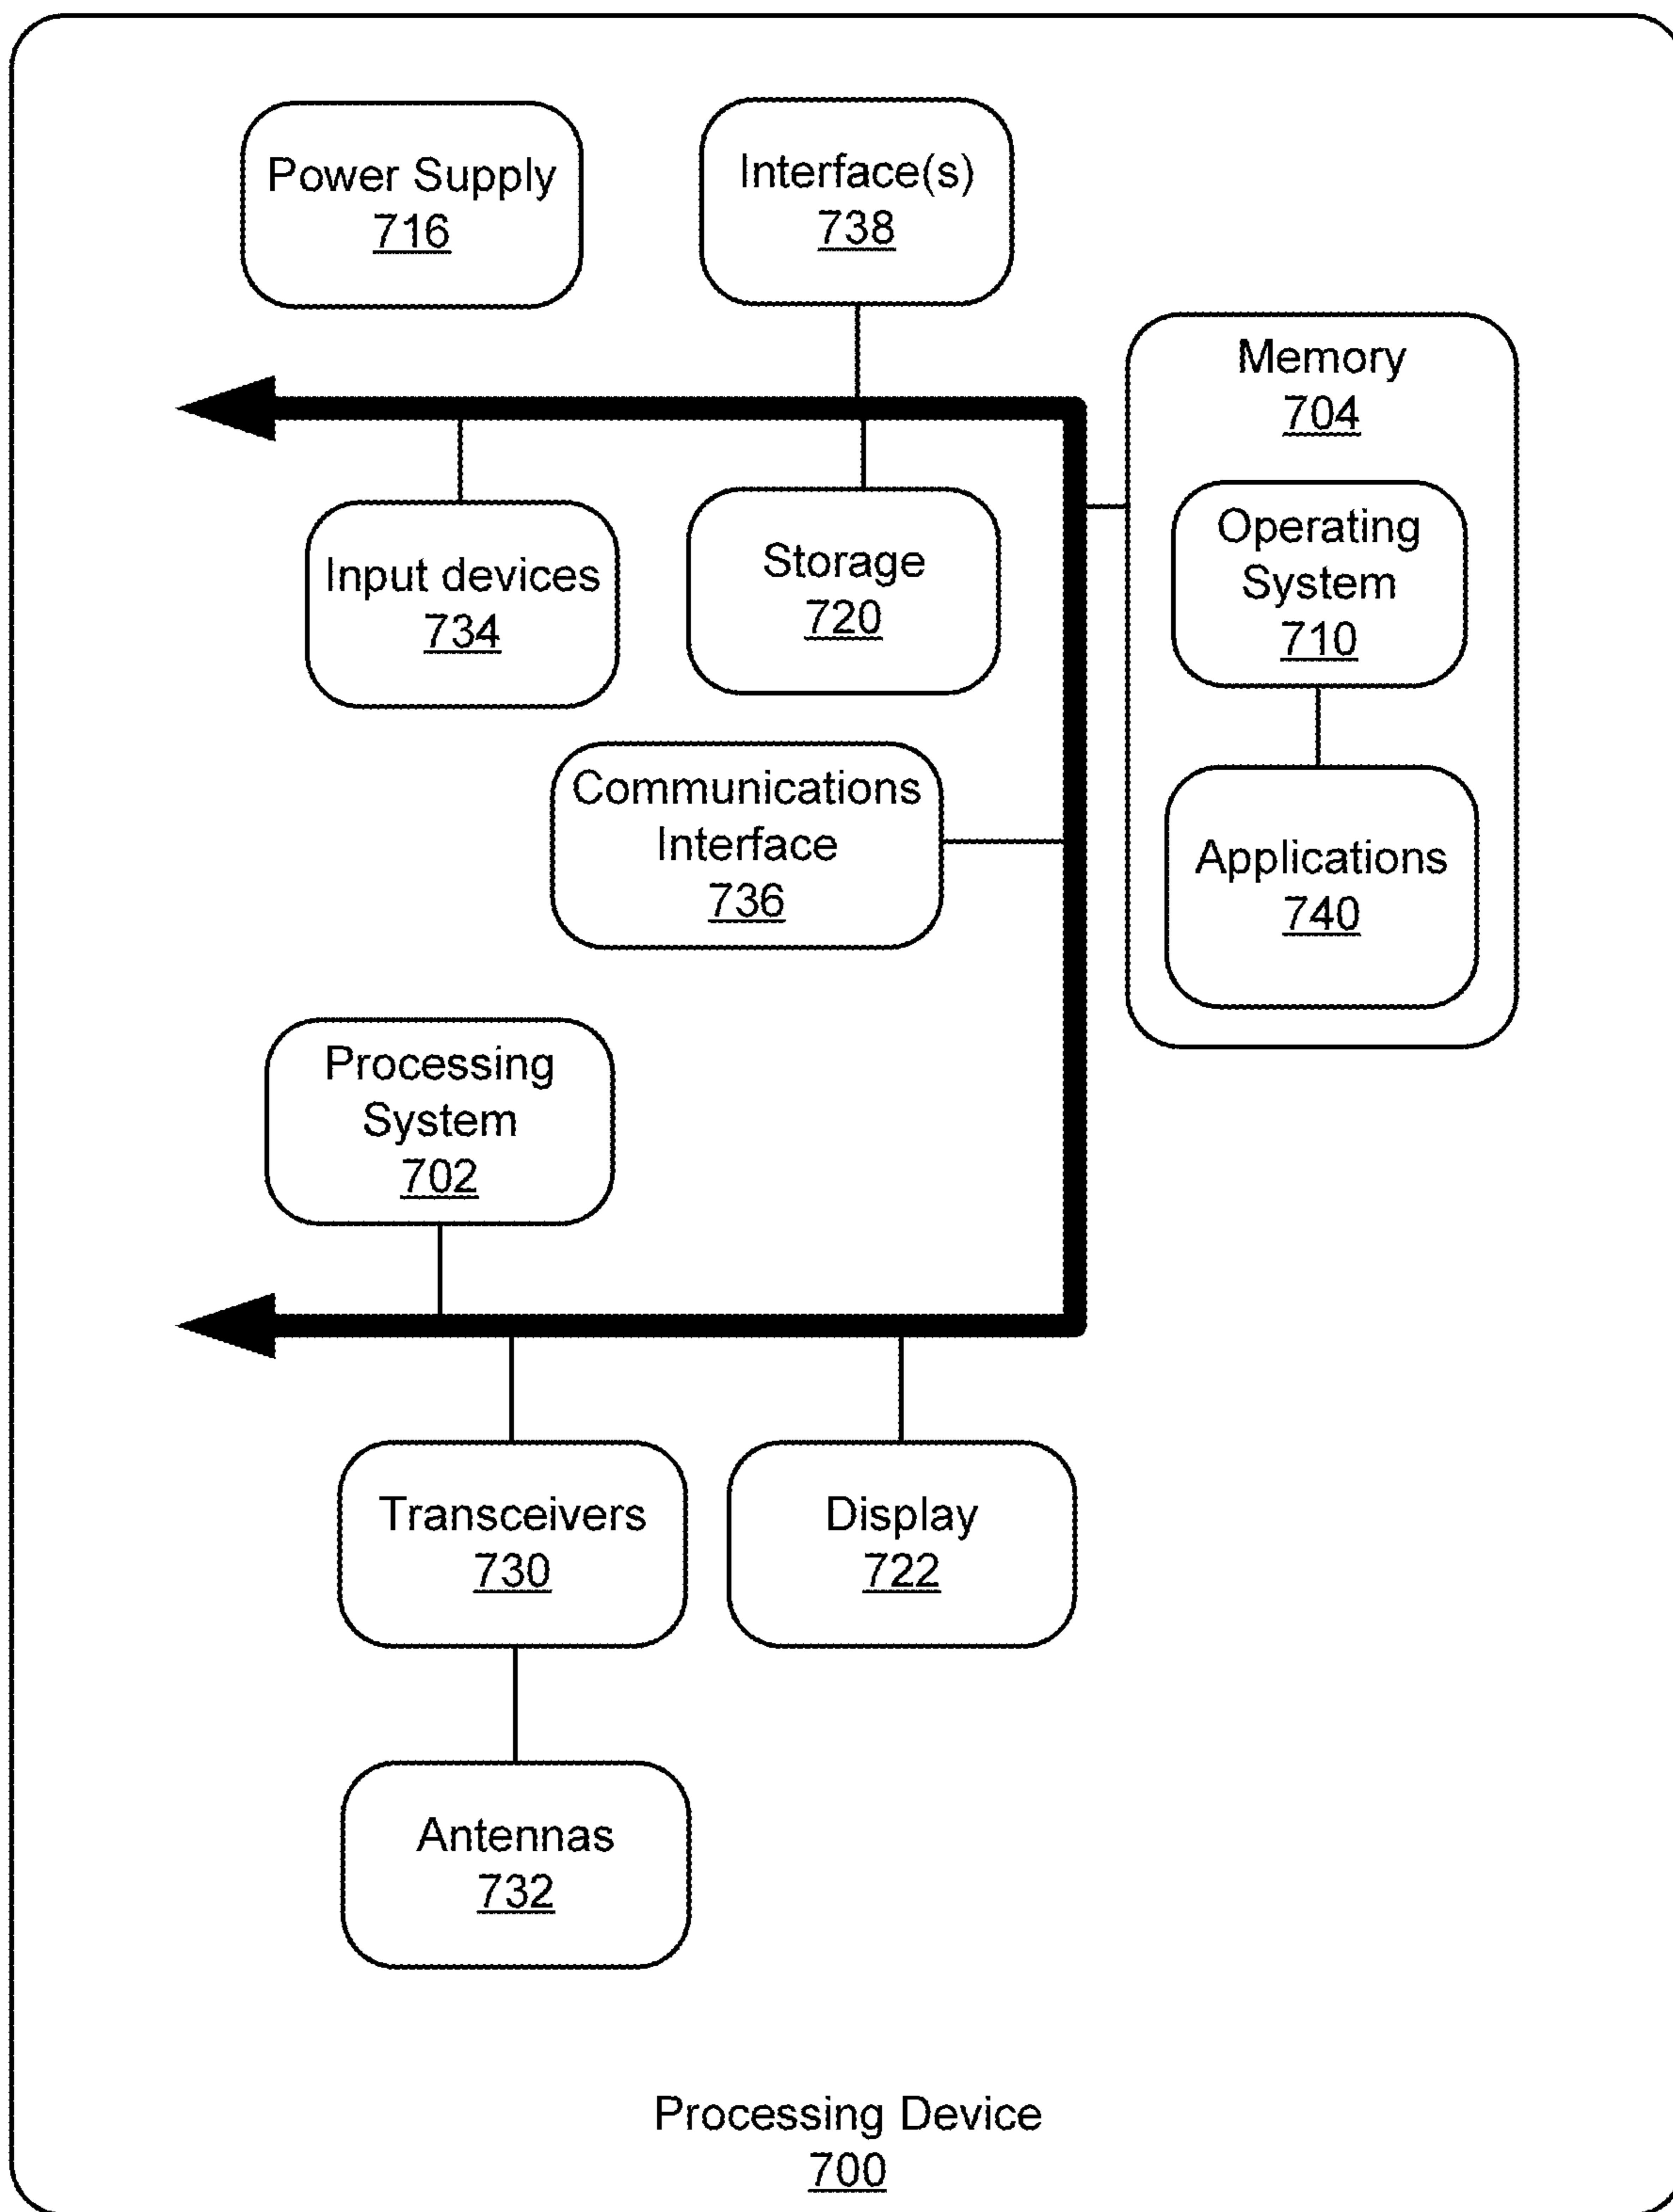 Power Supply
716
Interface(s)
738
Memory
704
Operating
System
710
Input devices
734
Storage
720
Communications
Interface
736
Applications
740
Processing
System
702
Transceivers
730
Display
722
Antennas
732
Processing Device
700